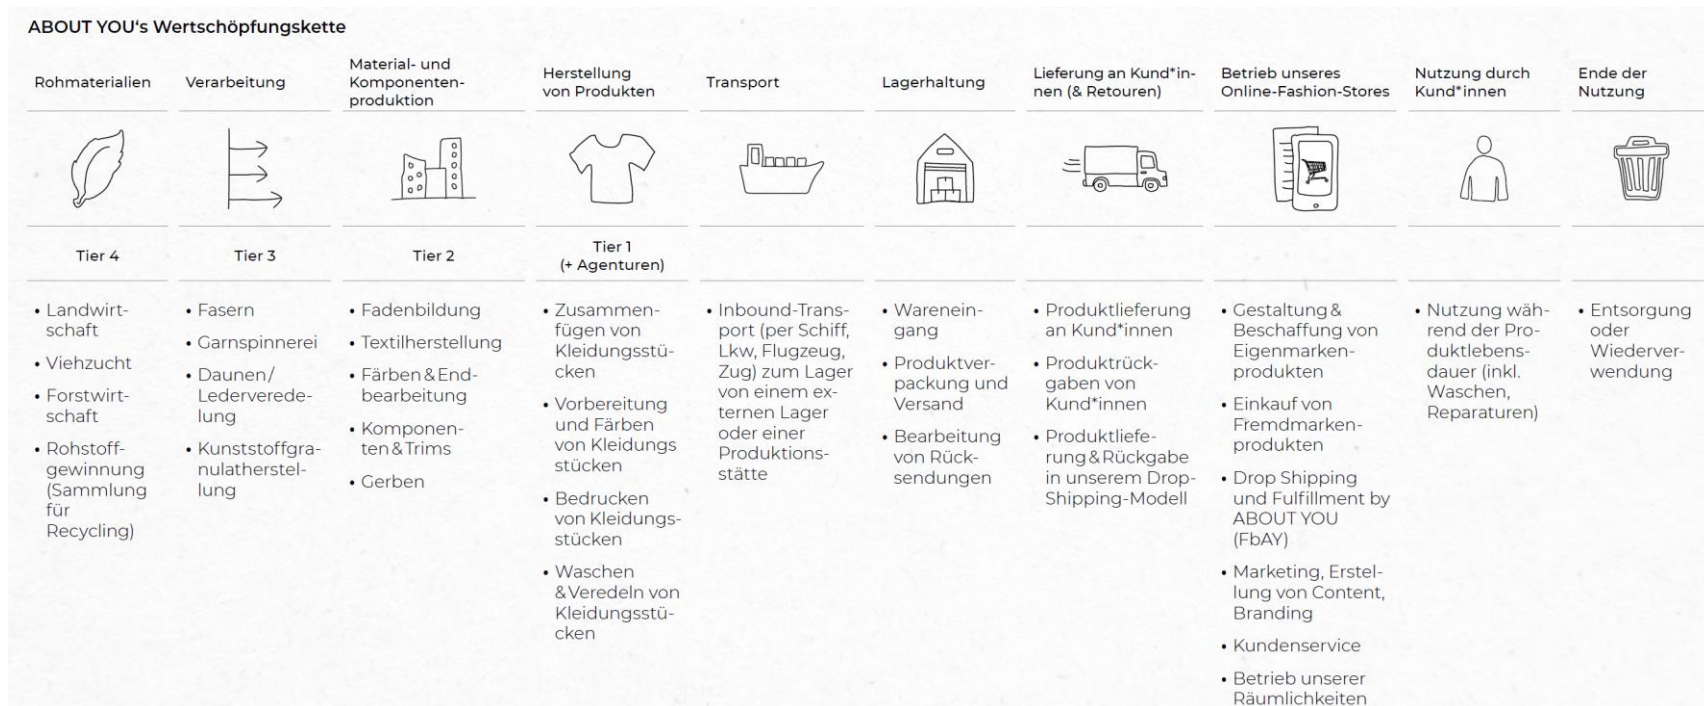 ABOUT YOU‘s Wertschöpfungskette
Rohmaterialien
Verarbeitung
Material- und
Komponenten-
produktion
Herstellung
von Produkten
Transport
Lagerhaltung
Lieferung an Kund*in-
nen (& Retouren)
Betrieb unseres
Online-Fashion-Stores
Nutzung durch
Kund*innen
Ende der
Nutzung
Tier 4
Tier 3
Tier 2
Tier 1
(+ Agenturen)
• Landwirt-
schaft
• Viehzucht
• Forstwirt-
schaft
• Rohstoff-
gewinnung
(Sammlung
für
Recycling)
• Fasern
• Garnspinnerei
• Daunen/
Lederverede-
lung
• Kunststoffgra-
nulatherstel-
lung
• Fadenbildung
• Textilherstellung
• Färben & End-
bearbeitung
• Komponen-
ten & Trims
• Gerben
• Zusammen-
fügen von
Kleidungsstü-
cken
• Vorbereitung
und Färben
von Kleidungs
stücken
• Bedrucken
von Kleidungs-
stücken
• Waschen
& Veredeln von
Kleidungsstü-
cken
• Inbound-Trans-
port (per Schiff,
Lkw, Flugzeug,
Zug) zum Lager
von einem ex-
ternen Lager
oder einer
Produktions-
stätte
• Warenein-
gang
• Produktver-
packung und
Versand
• Bearbeitung
von Rück-
sendungen
• Produktlieferung
an Kund*innen
• Produktrück-
gaben von
Kund*innen
• Produktliefe-
rung & Rückgabe
in unserem Drop-
Shipping-Modell
• Gestaltung &
Beschaffung von
Eigenmarken-
produkten
• Einkauf von
Fremdmarken-
produkten
• Drop Shipping
und Fulfillment by
ABOUT YOU
(FbAY)
• Marketing, Erstel-
lung von Content,
Branding
• Kundenservice
• Betrieb unserer
Räumlichkeiten
• Nutzung wäh-
rend der Pro-
duktlebens-
dauer (inkl.
Waschen,
Reparaturen)
• Entsorgung
oder
Wiederver-
wendung